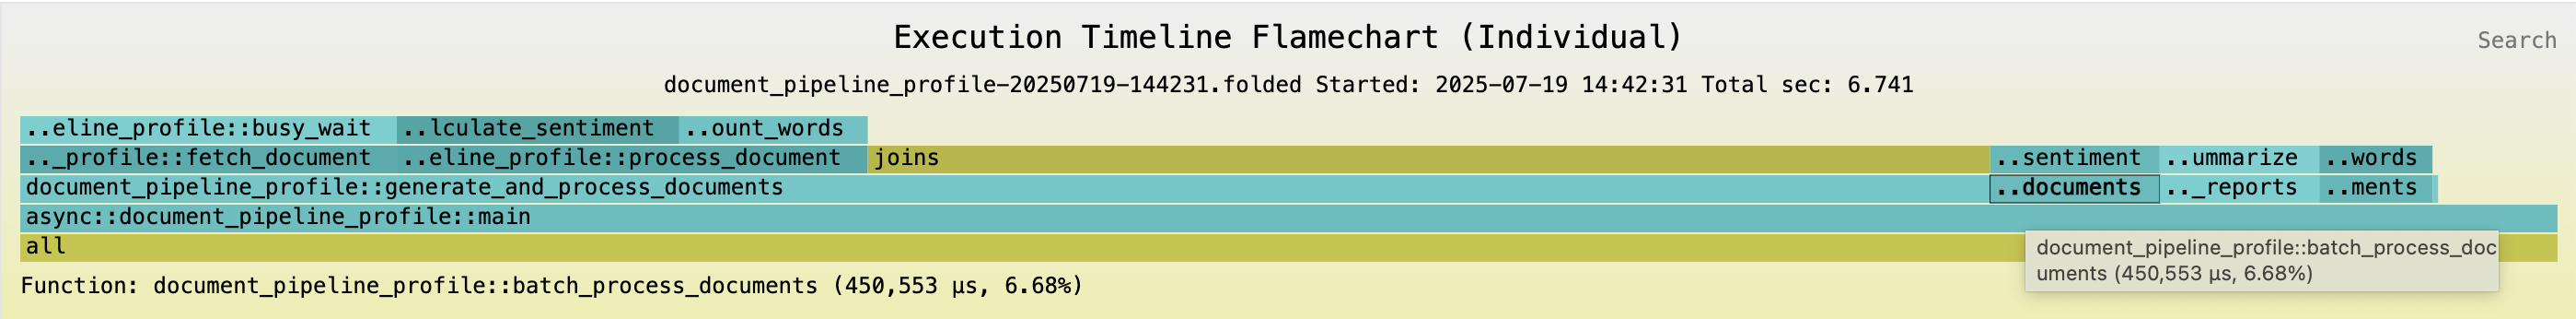 Execution Timeline Flamechart (Individual)
Search
document_pipeline_profile-20250719-144231.folded Started: 2025-07-19 14:42:31 Total sec: 6.741
..eline_profile::busy_wait ..lculate_sentiment ..ount_words
.._profile::fetch_document ..eline_profile::process_document joins ..sentiment ..ummarize ..words
document_pipeline_profile::generate_and_process_documents ..documents .._reports ..ments
async::document_pipeline_profile::main
all
document_pipeline_profile::batch_process_doc
uments (450,553 µs, 6.68%)
Function: document_pipeline_profile::batch_process_documents (450,553 µs, 6.68%)